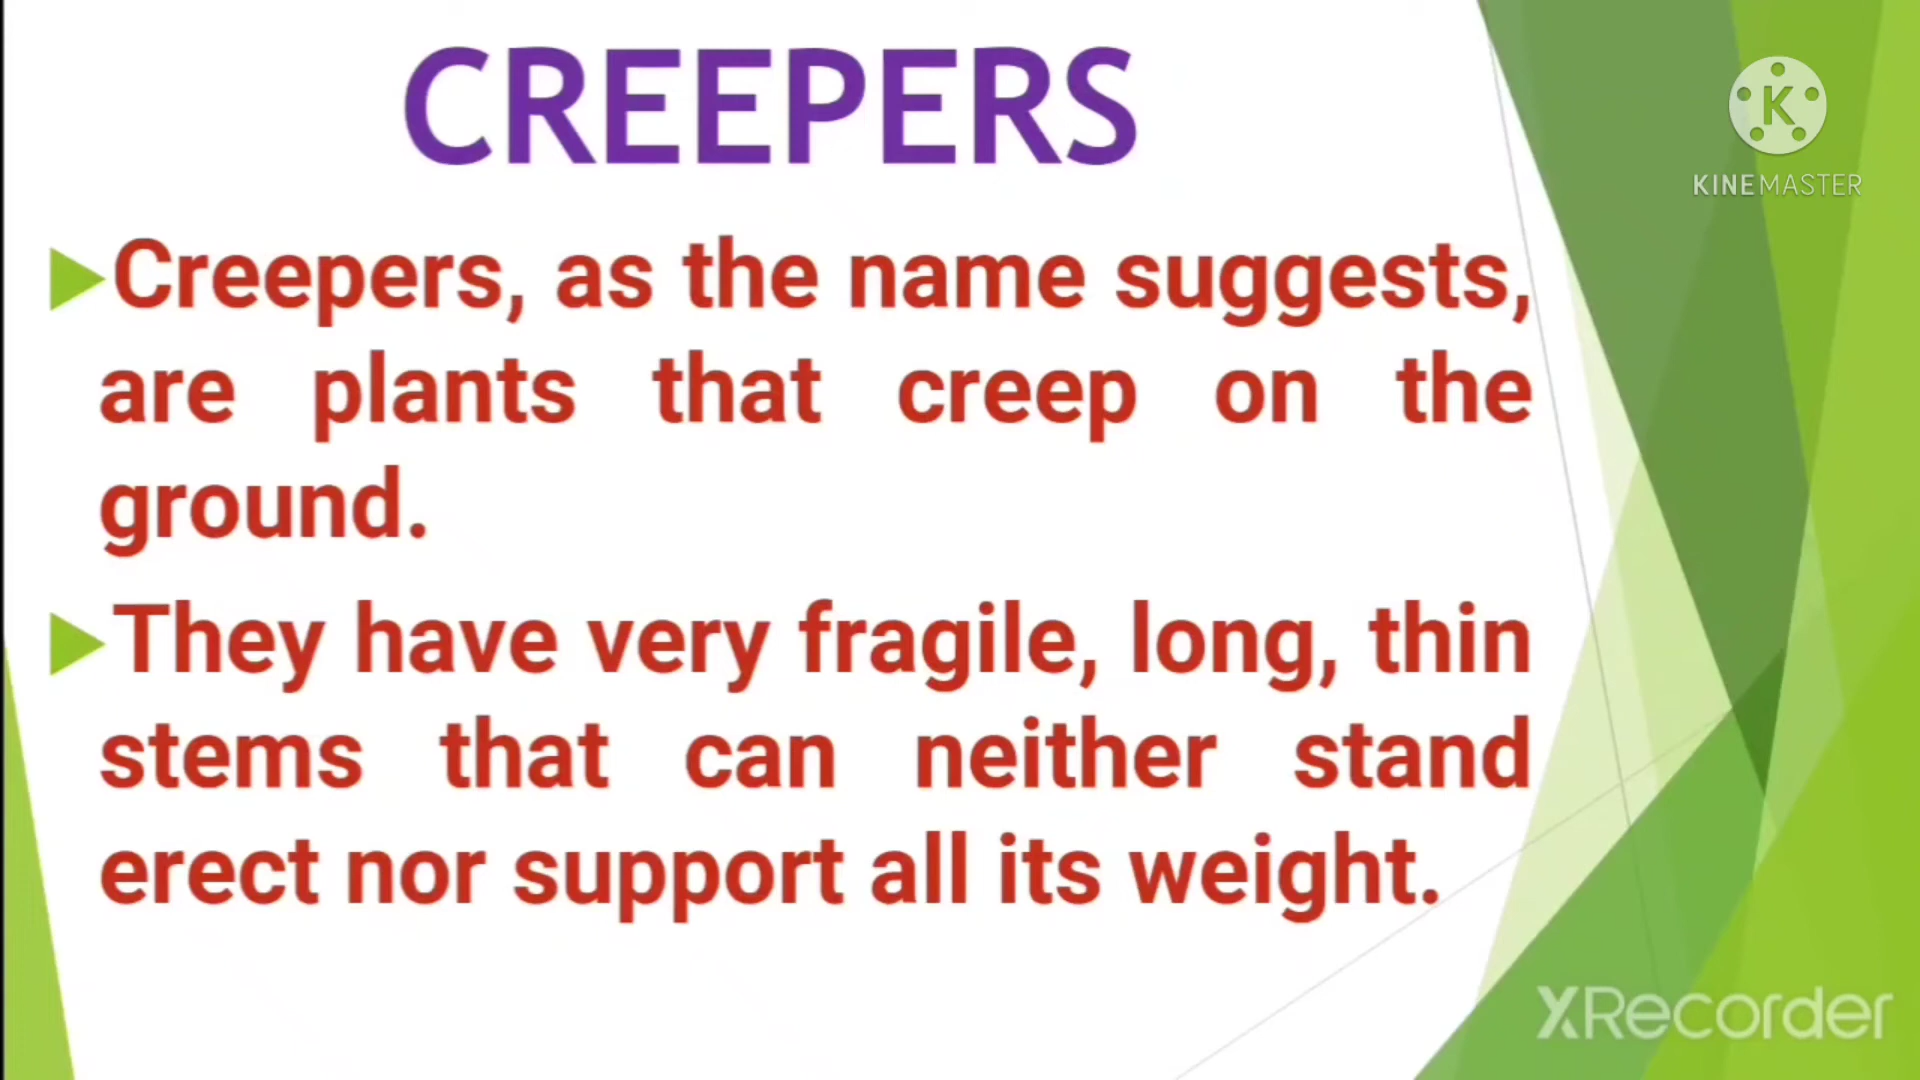 CREEPERS
Creepers, as the name suggests,
are plants that creep on the
ground.
They have very fragile, long, thin
stems that can neither stand
erect nor support all its weight.
K
KINEMASTER
XRecorder